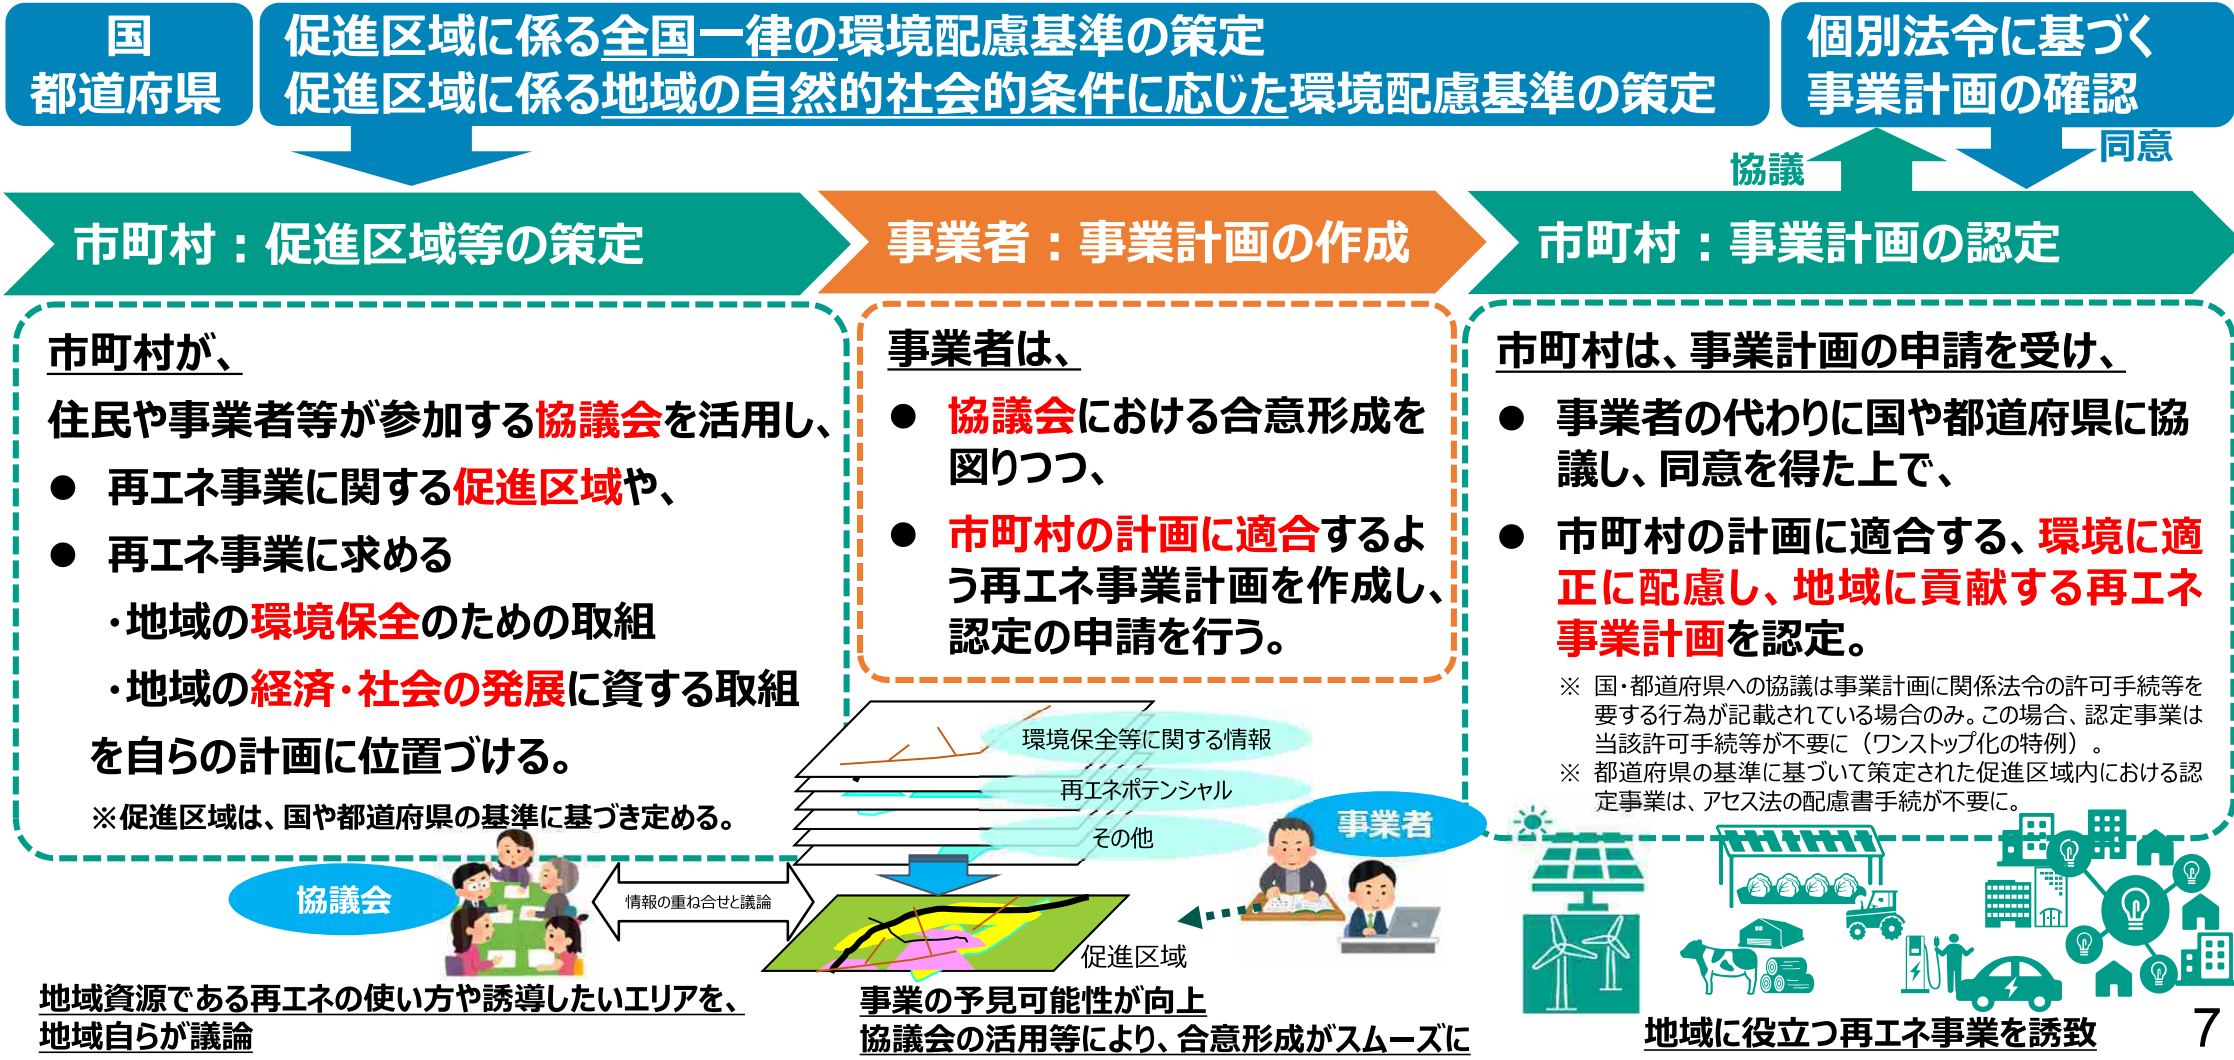 国
都道府県
促進区域に係る全国一律の環境配慮基準の策定
促進区域に係る地域の自然的社会的条件に応じた環境配慮基準の策定
個別法令に基づく
事業計画の確認
協議
同意
市町村：促進区域等の策定
事業者：事業計画の作成
市町村：事業計画の認定
市町村が、
住民や事業者等が参加する協議会を活用し、
● 再エネ事業に関する促進区域や、
● 再エネ事業に求める
・地域の環境保全のための取組
・地域の経済・社会の発展に資する取組
を自らの計画に位置づける。
※促進区域は、国や都道府県の基準に基づき定める。
事業者は、
● 協議会における合意形成を
図りつつ、
● 市町村の計画に適合するよ
う再エネ事業計画を作成し、
認定の申請を行う。
市町村は、事業計画の申請を受け、
● 事業者の代わりに国や都道府県に協
議し、同意を得た上で、
● 市町村の計画に適合する、環境に適
正に配慮し、地域に貢献する再エネ
事業計画を認定。
※ 国・都道府県への協議は事業計画に関係法令の許可手続等を
要する行為が記載されている場合のみ。この場合、認定事業は
当該許可手続等が不要に（ワンストップ化の特例）。
※ 都道府県の基準に基づいて策定された促進区域内における認
定事業は、アセス法の配慮書手続が不要に。
環境保全等に関する情報
再エネポテンシャル
その他
事業者
協議会
情報の重ね合せと議論
促進区域
地域資源である再エネの使い方や誘導したいエリアを、
地域自らが議論
事業の予見可能性が向上
協議会の活用等により、合意形成がスムーズに
地域に役立つ再エネ事業を誘致
7